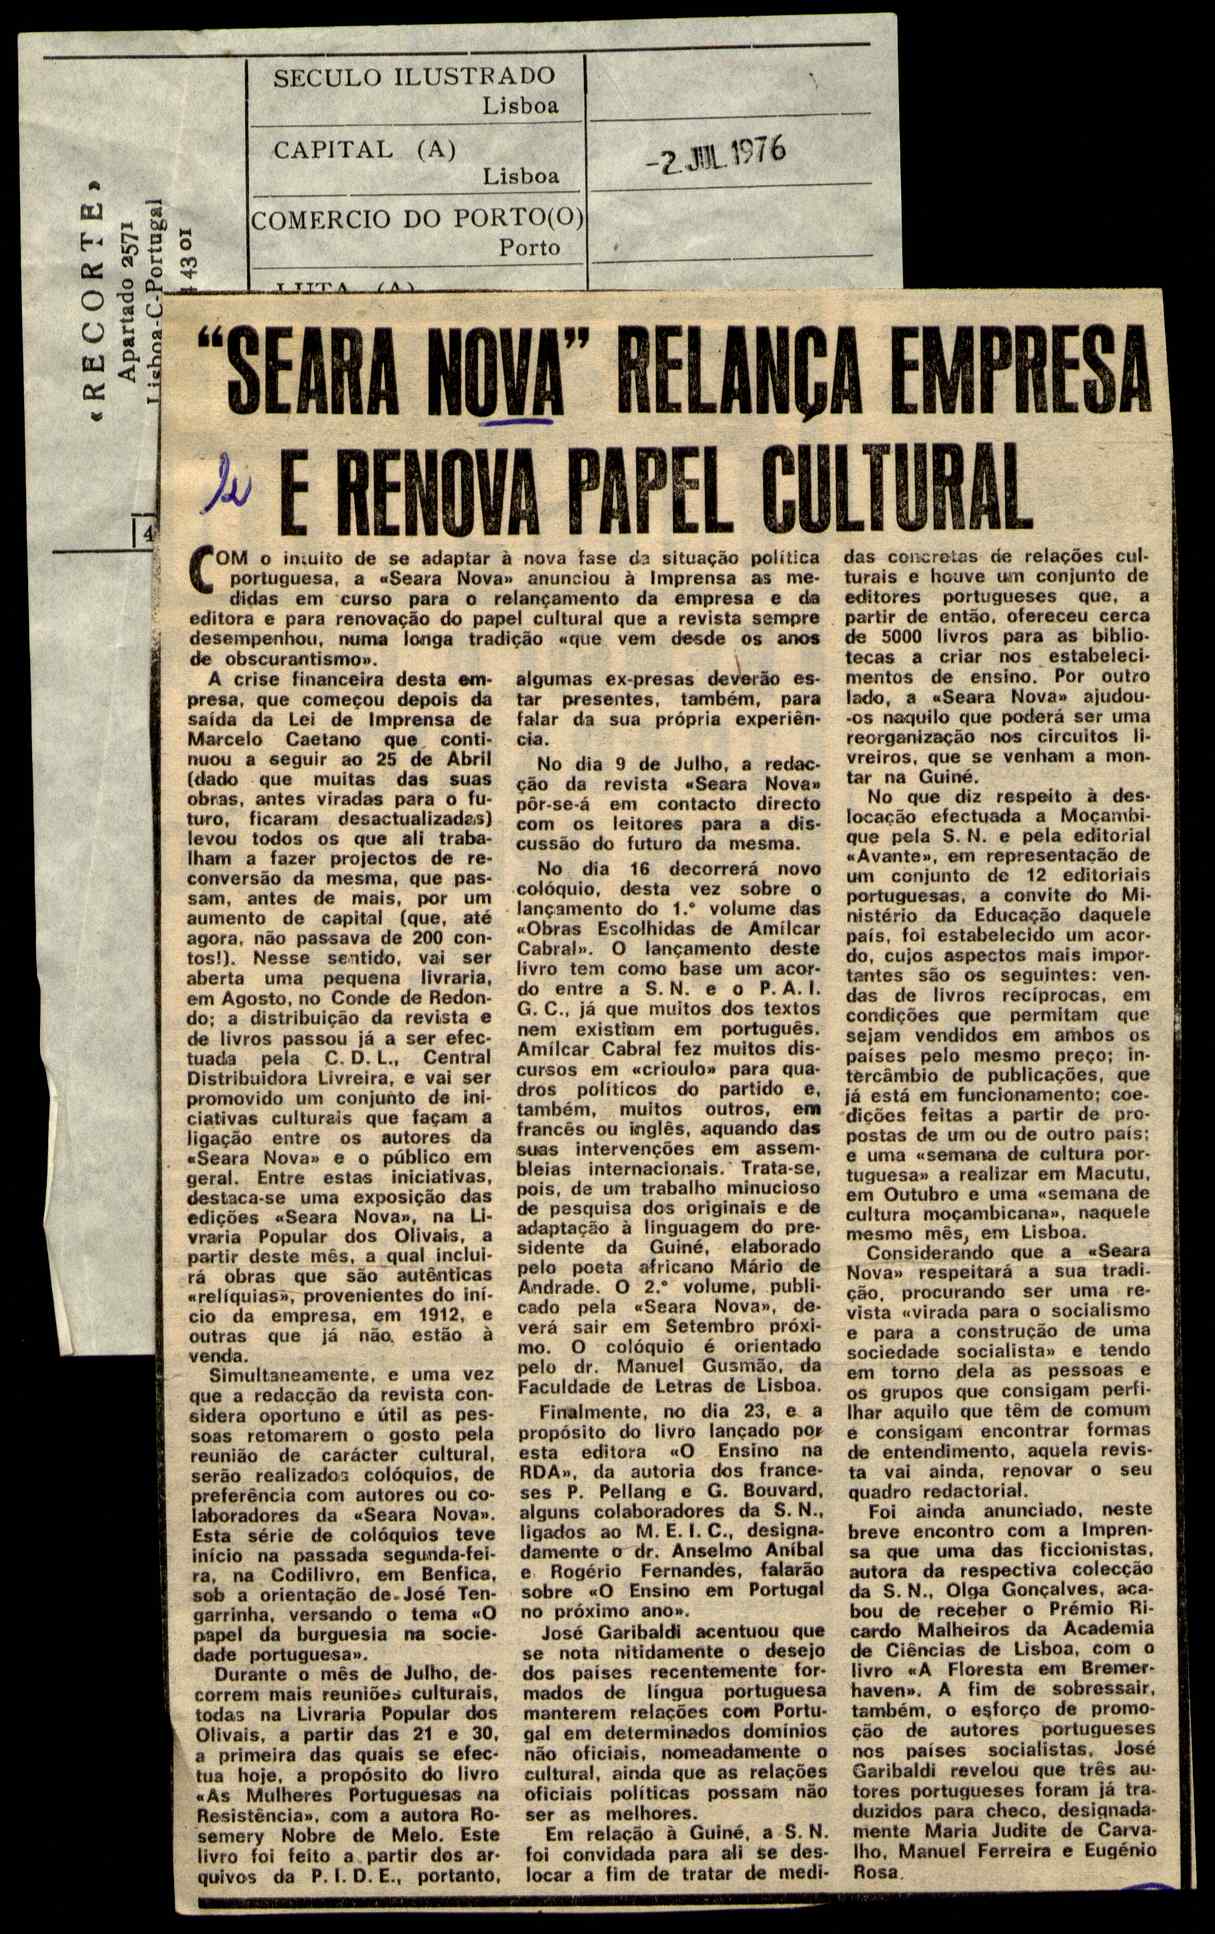 SECULO ILUSTRADO
Lisboa
CAPITAL (A)
Lisboa
COMERCIO DO PORTO(O)
Porto
LUTA (A)
-2. JUL. 1976
«RECORTE»
Apartado 2571
Lisboa-C-Portugal
43 01
4
“SEARA NOVA” RELANÇA EMPRESA
E RENOVA PAPEL CULTURAL
COM o intuito de se adaptar à nova fase da situação política
portuguesa, a «Seara Nova» anunciou à Imprensa as me-
didas em curso para o relançamento da empresa e da
editora e para renovação do papel cultural que a revista sempre
desempenhou, numa longa tradição «que vem desde os anos
de obscurantismo».
A crise financeira desta em-
presa, que começou depois da
saída da Lei de Imprensa de
Marcelo Caetano que conti-
nuou a seguir ao 25 de Abril
(dado que muitas das suas
obras, antes viradas para o fu-
turo, ficaram desactualizadas)
levou todos os que ali traba-
lham a fazer projectos de re-
conversão da mesma, que pas-
sam, antes de mais, por um
aumento de capital (que, até
agora, não passava de 200 con-
tos!). Nesse sentido, vai ser
aberta uma pequena livraria,
em Agosto, no Conde de Redon-
do; a distribuição da revista e
de livros passou já a ser efec-
tuada pela C. D. L., Central
Distribuidora Livreira, e vai ser
promovido um conjunto de ini-
ciativas culturais que façam a
ligação entre os autores da
«Seara Nova» e o público em
geral. Entre estas iniciativas,
destaca-se uma exposição das
edições «Seara Nova», na Li-
vraria Popular dos Olivais, a
partir deste mês, a qual inclui-
rá obras que são autênticas
«relíquias», provenientes do iní-
cio da empresa, em 1912, e
outras que já não estão à
venda.
Simultaneamente, e uma vez
que a redacção da revista con-
sidera oportuno e útil as pes-
soas retomarem o gosto pela
reunião de carácter cultural,
serão realizados colóquios, de
preferência com autores ou co-
laboradores da «Seara Nova».
Esta série de colóquios teve
início na passada segunda-fei-
ra, na Codilivro, em Benfica,
sob a orientação de José Ten-
garrinha, versando o tema «O
papel da burguesia na socie-
dade portuguesa».
Durante o mês de Julho, de-
correm mais reuniões culturais,
todas na Livraria Popular dos
Olivais, a partir das 21 e 30,
a primeira das quais se efec-
tua hoje, a propósito do livro
«As Mulheres Portuguesas na
Resistência», com a autora Ro-
semery Nobre de Melo. Este
livro foi feito a partir dos ar-
quivos da P. I. D. E., portanto,
algumas ex-presas deverão es-
tar presentes, também, para
falar da sua própria experiên-
cia.
No dia 9 de Julho, a redac-
ção da revista «Seara Nova»
pôr-se-á em contacto directo
com os leitores para a dis-
cussão do futuro da mesma.
No dia 16 decorrerá novo
colóquio, desta vez sobre o
lançamento do 1.º volume das
«Obras Escolhidas de Amílcar
Cabral». O lançamento deste
livro tem como base um acor-
do entre a S. N. e o P. A. I.
G. C., já que muitos dos textos
nem existiam em português.
Amílcar Cabral fez muitos dis-
cursos em «crioulo» para qua-
dros políticos do partido e,
também, muitos outros, em
francês ou inglês, aquando das
suas intervenções em assem-
bleias internacionais. Trata-se,
pois, de um trabalho minucioso
de pesquisa dos originais e de
adaptação à linguagem do pre-
sidente da Guiné, elaborado
pelo poeta africano Mário de
Andrade. O 2.º volume, publi-
cado pela «Seara Nova», de-
verá sair em Setembro próxi-
mo. O colóquio é orientado
pelo dr. Manuel Gusmão, da
Faculdade de Letras de Lisboa.
Finalmente, no dia 23, e a
propósito do livro lançado por
esta editora «O Ensino na
RDA», da autoria dos france-
ses P. Pellang e G. Bouvard,
alguns colaboradores da S. N.,
ligados ao M. E. I. C., designa-
damente o dr. Anselmo Aníbal
e Rogério Fernandes, falarão
sobre «O Ensino em Portugal
no próximo ano».
José Garibaldi acentuou que
se nota nitidamente o desejo
dos países recentemente for-
mados de língua portuguesa
manterem relações com Portu-
gal em determinados domínios
não oficiais, nomeadamente o
cultural, ainda que as relações
oficiais políticas possam não
ser as melhores.
Em relação à Guiné, a S. N.
foi convidada para ali se des-
locar a fim de tratar de medi-
das concretas de relações cul-
turais e houve um conjunto de
editores portugueses que, a
partir de então, ofereceu cerca
de 5000 livros para as biblio-
tecas a criar nos estabeleci-
mentos de ensino. Por outro
lado, a «Seara Nova» ajudou-
-os naquilo que poderá ser uma
reorganização nos circuitos li-
vreiros, que se venham a mon-
tar na Guiné.
No que diz respeito à des-
locação efectuada a Moçambi-
que pela S. N. e pela editorial
«Avante», em representação de
um conjunto de 12 editoriais
portuguesas, a convite do Mi-
nistério da Educação daquele
país, foi estabelecido um acor-
do, cujos aspectos mais impor-
tantes são os seguintes: ven-
das de livros recíprocas, em
condições que permitam que
sejam vendidos em ambos os
países pelo mesmo preço; in-
tercâmbio de publicações, que
já está em funcionamento; coe-
dições feitas a partir de pro-
postas de um ou de outro país;
e uma «semana de cultura por-
tuguesa» a realizar em Macutu,
em Outubro e uma «semana de
cultura moçambicana», naquele
mesmo mês, em Lisboa.
Considerando que a «Seara
Nova» respeitará a sua tradi-
ção, procurando ser uma re-
vista «virada para o socialismo
e para a construção de uma
sociedade socialista» e tendo
em torno dela as pessoas e
os grupos que consigam perfi-
lhar aquilo que têm de comum
e consigam encontrar formas
de entendimento, aquela revis-
ta vai ainda, renovar o seu
quadro redactorial.
Foi ainda anunciado, neste
breve encontro com a Impren-
sa que uma das ficcionistas,
autora da respectiva colecção
da S. N., Olga Gonçalves, aca-
bou de receber o Prémio Ri-
cardo Malheiros da Academia
de Ciências de Lisboa, com o
livro «A Floresta em Bremer-
haven». A fim de sobressair,
também, o esforço de promo-
ção de autores portugueses
nos países socialistas, José
Garibaldi revelou que três au-
tores portugueses foram já tra-
duzidos para checo, designada-
mente Maria Judite de Carva-
lho, Manuel Ferreira e Eugénio
Rosa.